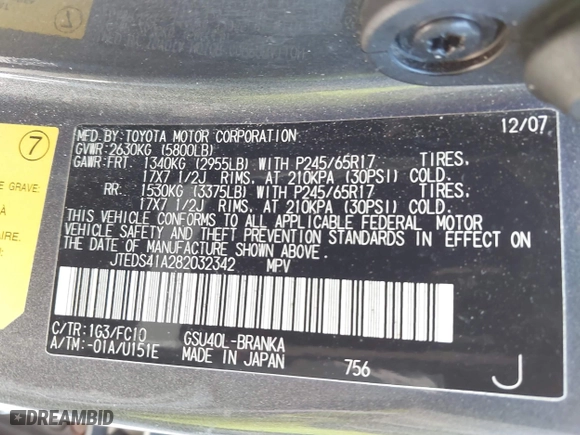 7
E GRAVE
À
AIRE.
DE
MFD. BY: TOYOTA MOTOR CORPORATION 12/07
GVWR: 2630KG (5800LB)
GAWR: FRT 1340KG (2955LB) WITH P245/65R17 TIRES.
17X7 1/2J RIMS, AT 210KPA (30PSI) COLD.
RR: 1530KG (3375LB) WITH P245/65R17 TIRES.
17X7 1/2J RIMS, AT 210KPA (30PSI) COLD.
THIS VEHICLE CONFORMS TO ALL APPLICABLE FEDERAL MOTOR
VEHICLE SAFETY AND THEFT PREVENTION STANDARDS IN EFFECT ON
THE DATE OF MANUFACTURE SHOWN ABOVE.
JTEDS41A282032342 MPV
C/TR: 1G3/FC10 GSU40L-BRANKA
A/TM: -01A/U151E MADE IN JAPAN 756 J
DREAMBID